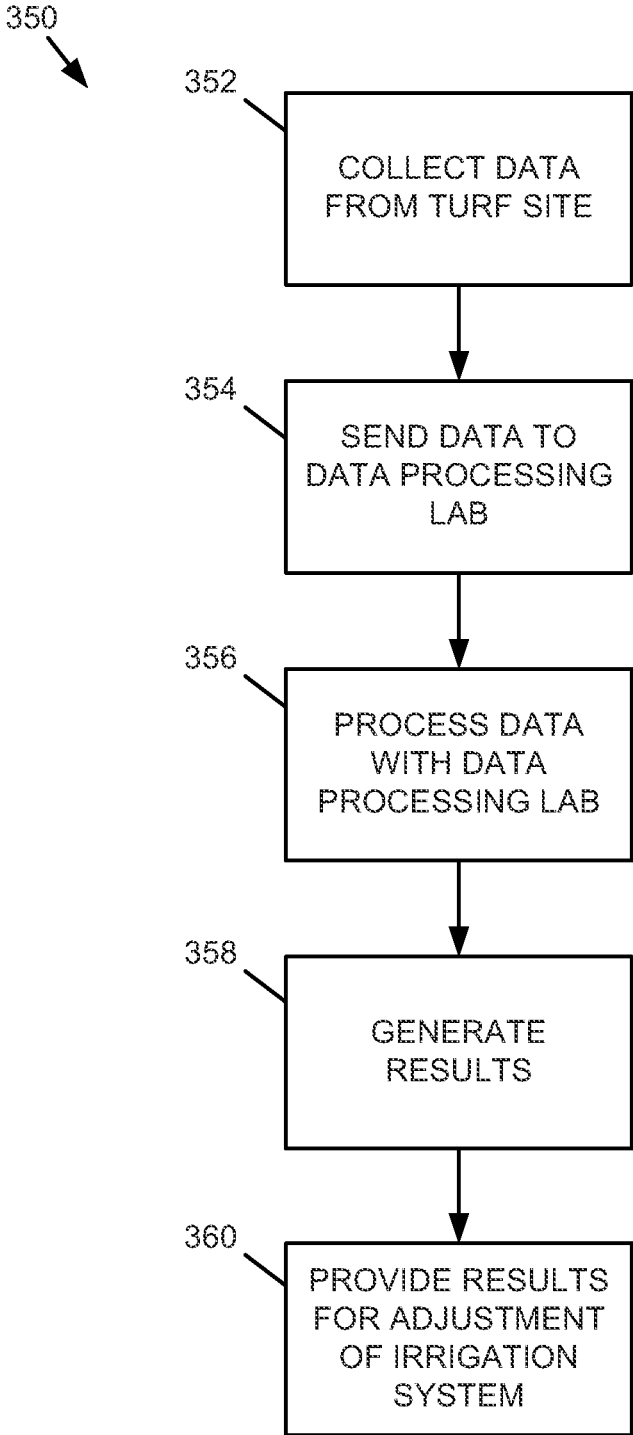 350
352
COLLECT DATA
FROM TURF SITE
354
SEND DATA TO
DATA PROCESSING
LAB
356
PROCESS DATA
WITH DATA
PROCESSING LAB
358
GENERATE
RESULTS
360
PROVIDE RESULTS
FOR ADJUSTMENT
OF IRRIGATION
SYSTEM